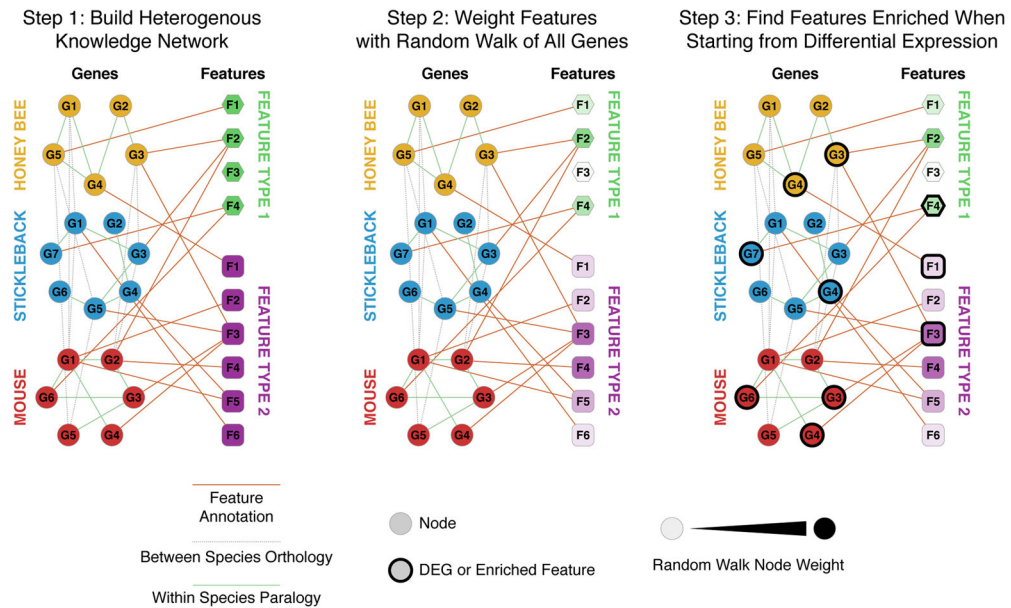 Step 1: Build Heterogenous
Knowledge Network
Step 2: Weight Features
with Random Walk of All Genes
Step 3: Find Features Enriched When
Starting from Differential Expression
Genes Features
HONEY BEE
STICKLEBACK
MOUSE
G1 G2
G5 G3
G4
G1 G2
G7 G3
G6 G4
G5
G1 G2
G6 G3
G5 G4
F1
F2
F3
F4
F1
F2
F3
F4
F5
F6
FEATURE TYPE 1
FEATURE TYPE 2
Genes Features
HONEY BEE
STICKLEBACK
MOUSE
G1 G2
G5 G3
G4
G1 G2
G7 G3
G6 G4
G5
G1 G2
G6 G3
G5 G4
F1
F2
F3
F4
F1
F2
F3
F4
F5
F6
FEATURE TYPE 1
FEATURE TYPE 2
Genes Features
HONEY BEE
STICKLEBACK
MOUSE
G1 G2
G5 G3
G4
G1 G2
G7 G3
G6 G4
G5
G1 G2
G6 G3
G5 G4
F1
F2
F3
F4
F1
F2
F3
F4
F5
F6
FEATURE TYPE 1
FEATURE TYPE 2
Feature
Annotation
Between Species Orthology
Within Species Paralogy
Node
DEG or Enriched Feature
Random Walk Node Weight